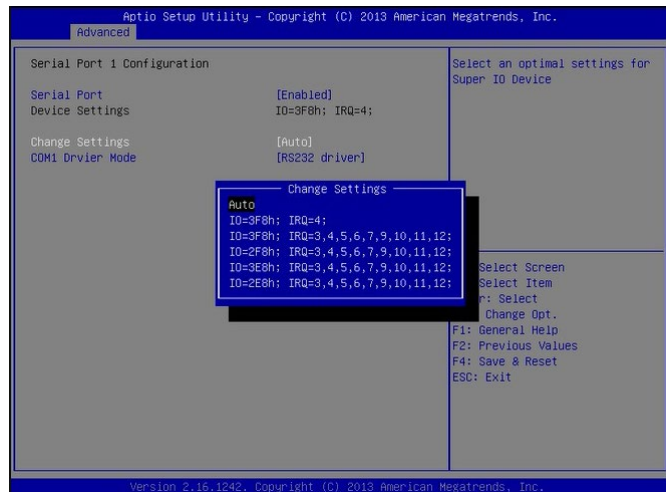 Aptio Setup Utility – Copyright (C) 2013 American Megatrends, Inc.
Advanced
Serial Port 1 Configuration
Serial Port [Enabled]
Device Settings IO=3F8h; IRQ=4;
Change Settings [Auto]
COM1 Drvier Mode [RS232 driver]
Select an optimal settings for
Super IO Device
Change Settings
Auto
IO=3F8h; IRQ=4;
IO=3F8h; IRQ=3,4,5,6,7,9,10,11,12;
IO=2F8h; IRQ=3,4,5,6,7,9,10,11,12;
IO=3E8h; IRQ=3,4,5,6,7,9,10,11,12;
IO=2E8h; IRQ=3,4,5,6,7,9,10,11,12;
Select Screen
Select Item
r: Select
Change Opt.
F1: General Help
F2: Previous Values
F4: Save & Reset
ESC: Exit
Version 2.16.1242. Copyright (C) 2013 American Megatrends, Inc.